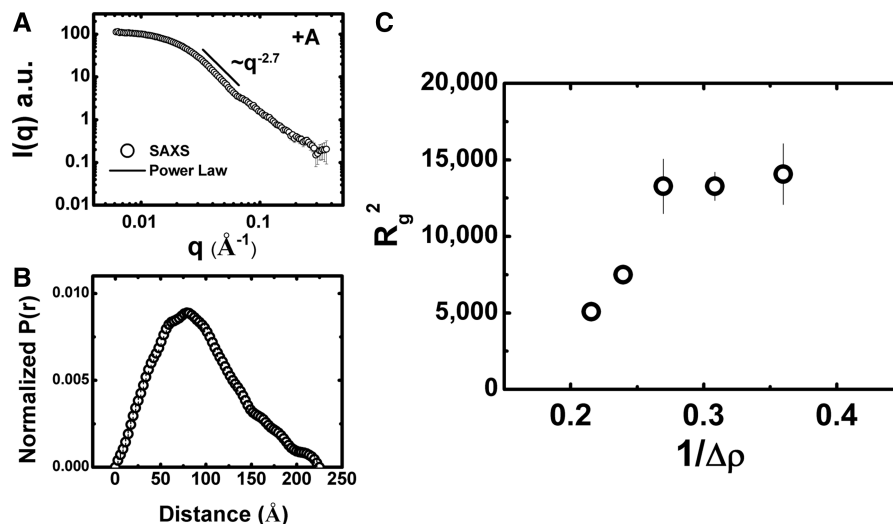 A
+A
~q-2.7
I(q) a.u.
100
10
1
0.1
0.01
SAXS
Power Law
0.01
0.1
q (Å-1)
B
Normalized P(r)
0.010
0.005
0.000
0
50
100
150
200
250
Distance (Å)
C
Rg2
20,000
15,000
10,000
5,000
0
0.2
0.3
0.4
1/Δρ